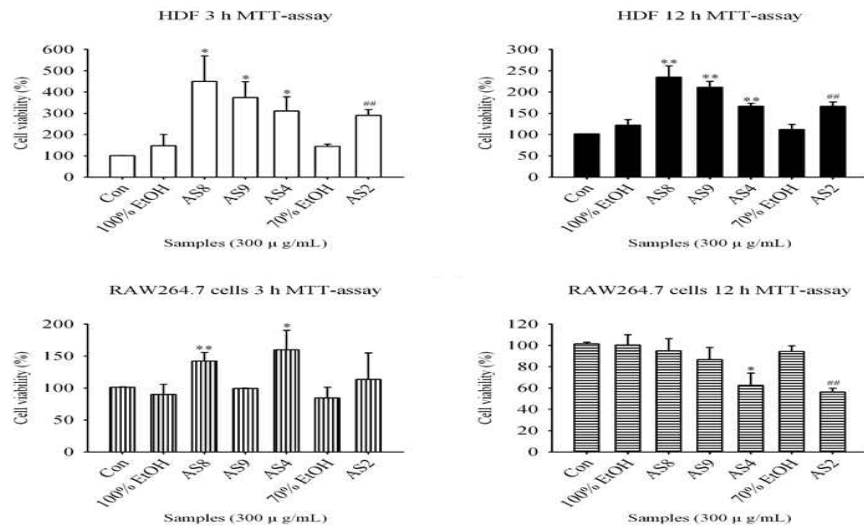 HDF 3 h MTT-assay
Cell viability (%)
600
500
400
300
200
100
0
*
*
*
##
Con
100% EtOH
AS8
AS9
AS4
70% EtOH
AS2
Samples (300 μ g/mL)
HDF 12 h MTT-assay
Cell viability (%)
300
250
200
150
100
50
0
**
**
**
##
Con
100% EtOH
AS8
AS9
AS4
70% EtOH
AS2
Samples (300 μ g/mL)
RAW264.7 cells 3 h MTT-assay
Cell viability (%)
200
150
100
50
0
**
*
Con
100% EtOH
AS8
AS9
AS4
70% EtOH
AS2
Samples (300 μ g/mL)
RAW264.7 cells 12 h MTT-assay
Cell viability (%)
120
100
80
60
40
20
0
*
##
Con
100% EtOH
AS8
AS9
AS4
70% EtOH
AS2
Samples (300 μ g/mL)